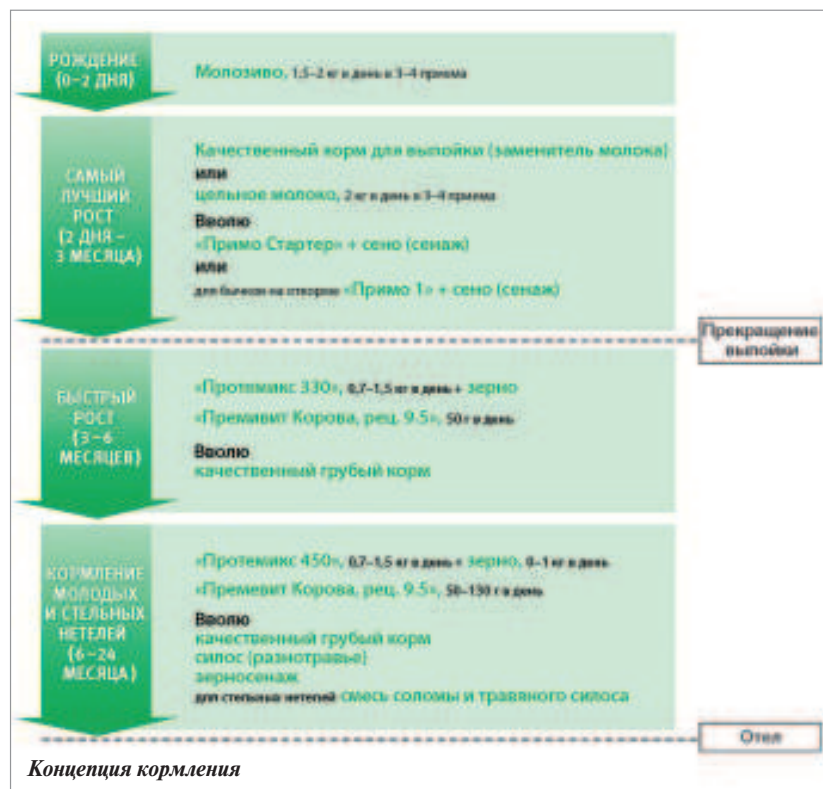 РОЖДЕНИЕ
(0–2 ДНЯ)
Молозиво, 1,5–2 кг в день в 3–4 приема
САМЫЙ
ЛУЧШИЙ
РОСТ
(2 ДНЯ –
3 МЕСЯЦА)
Качественный корм для выпойки (заменитель молока)
или
цельное молоко, 2 кг в день в 3–4 приема
Вволю
«Примо Стартер» + сено (сенаж)
или
для бычков на откорме «Примо 1» + сено (сенаж)
Прекращение
выпойки
БЫСТРЫЙ
РОСТ
(3–6
МЕСЯЦЕВ)
«Протемикс 330», 0,7–1,5 кг в день + зерно
«Премивит Корова, рец. 9.5», 50 г в день
Вволю
качественный грубый корм
КОРМЛЕНИЕ
МОЛОДЫХ
И СТЕЛЬНЫХ
НЕТЕЛЕЙ
(6–24
МЕСЯЦА)
«Протемикс 450», 0,7–1,5 кг в день + зерно, 0–1 кг в день
«Премевит Корова, рец. 9.5», 50–130 г в день
Вволю
качественный грубый корм
силос (разнотравье)
зерносенаж
для стельных нетелей смесь соломы и травяного силоса
Отел
Концепция кормления